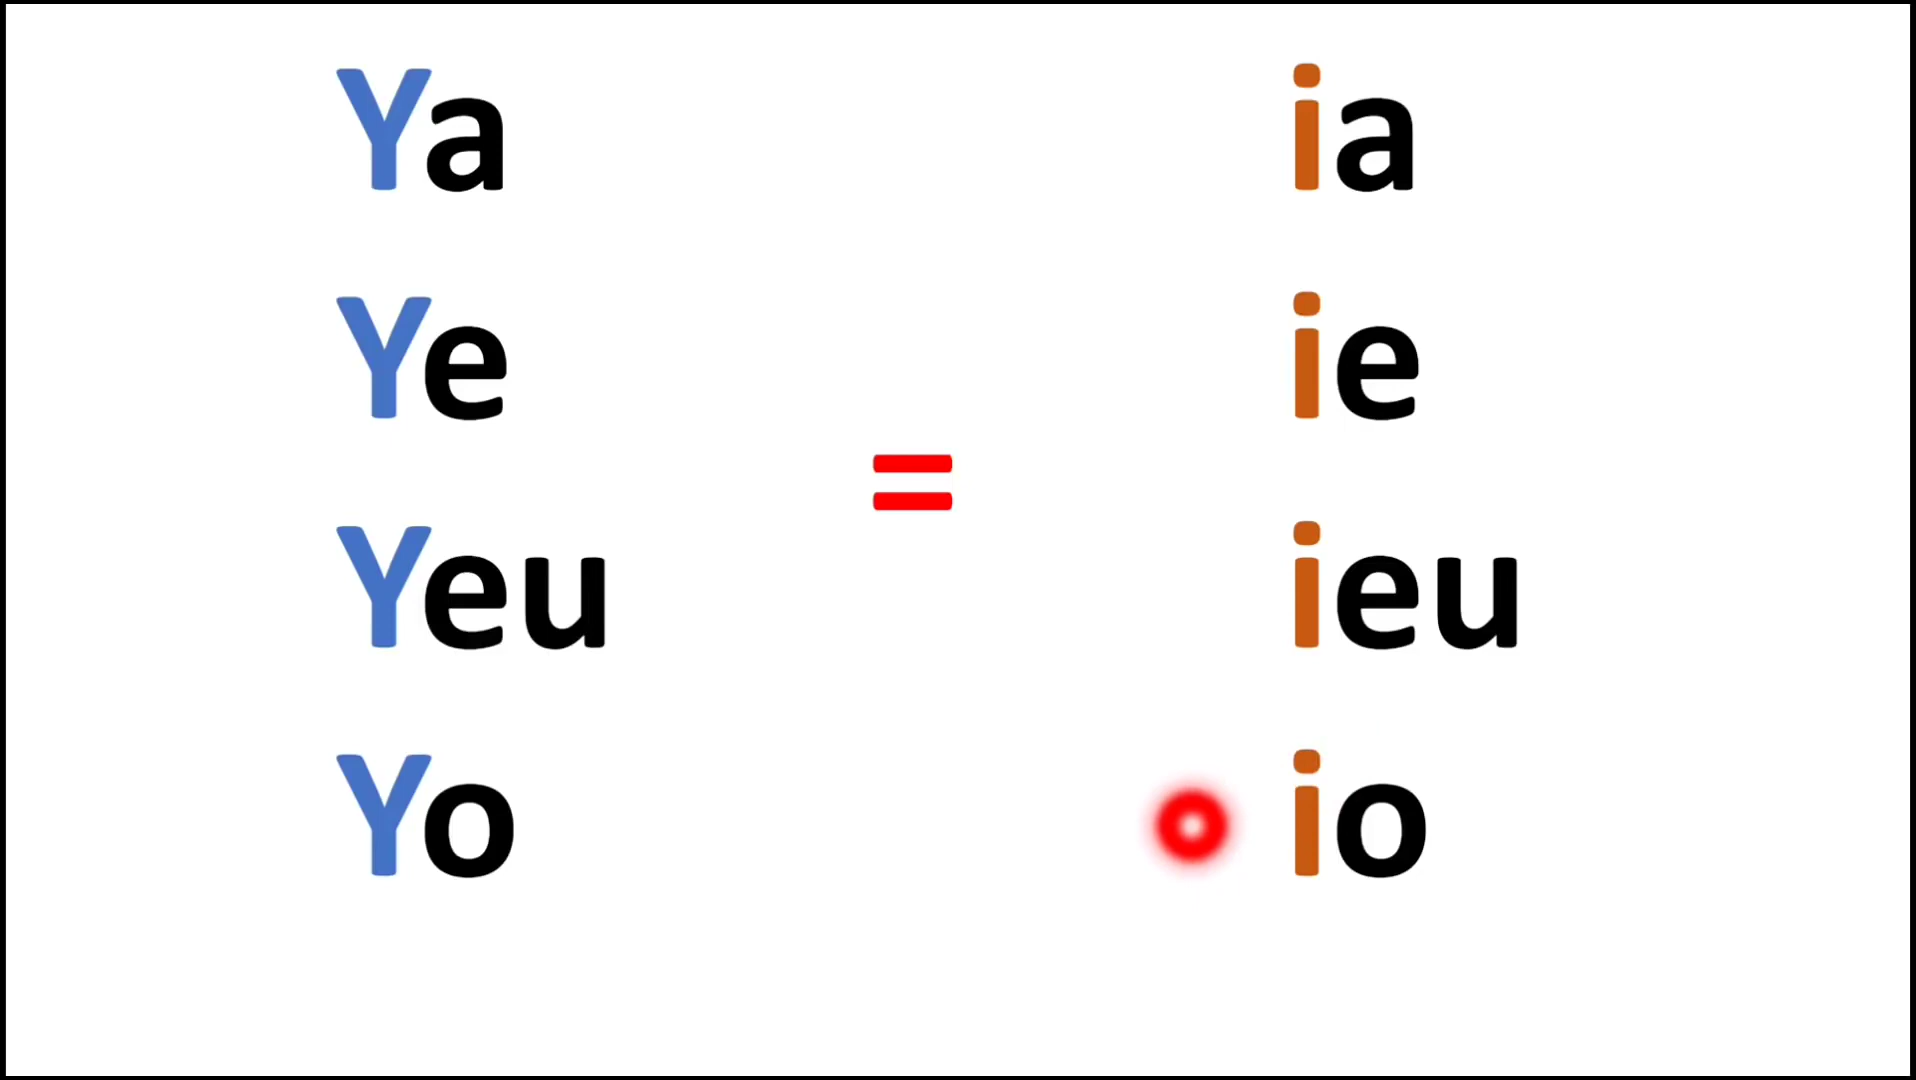 Ya ia
Ye ie
=
Yeu ieu
Yo io